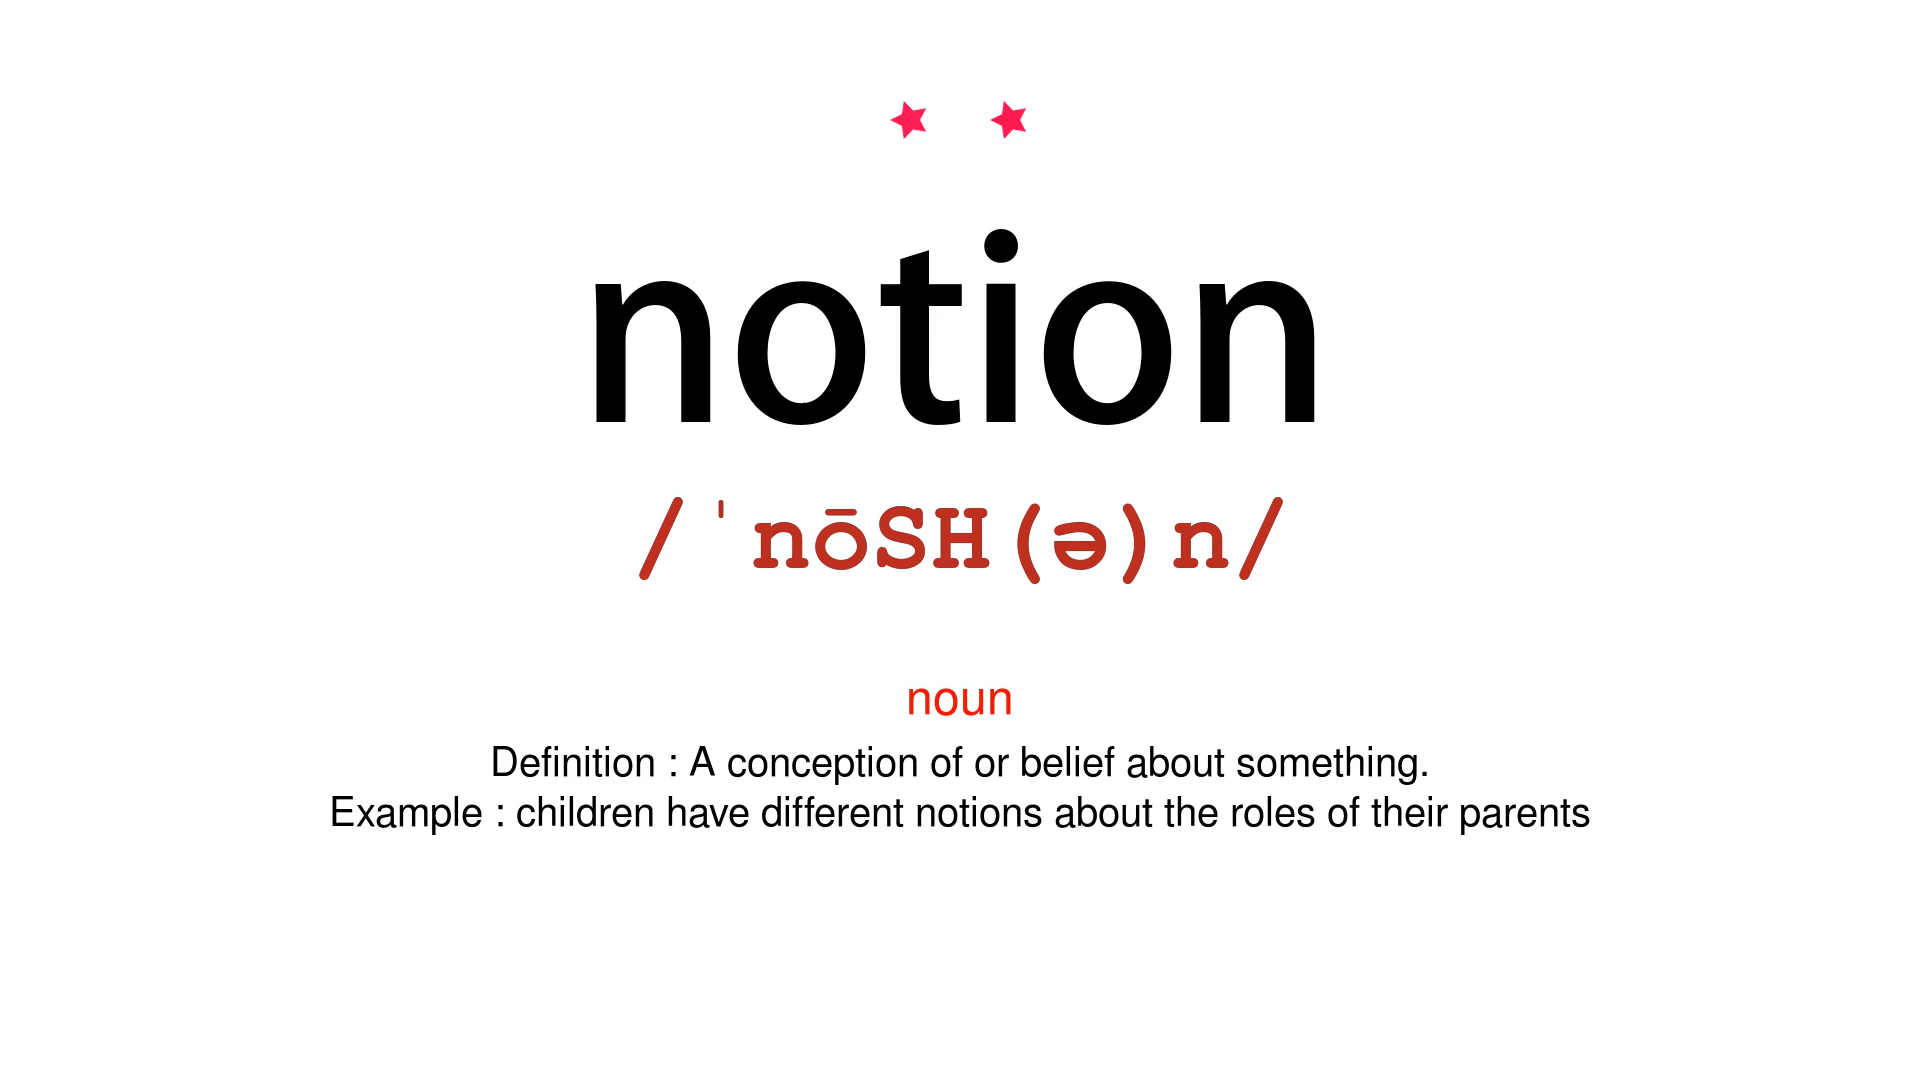 notion
/ˈnōSH(ə)n/
noun
Definition : A conception of or belief about something.
Example : children have different notions about the roles of their parents